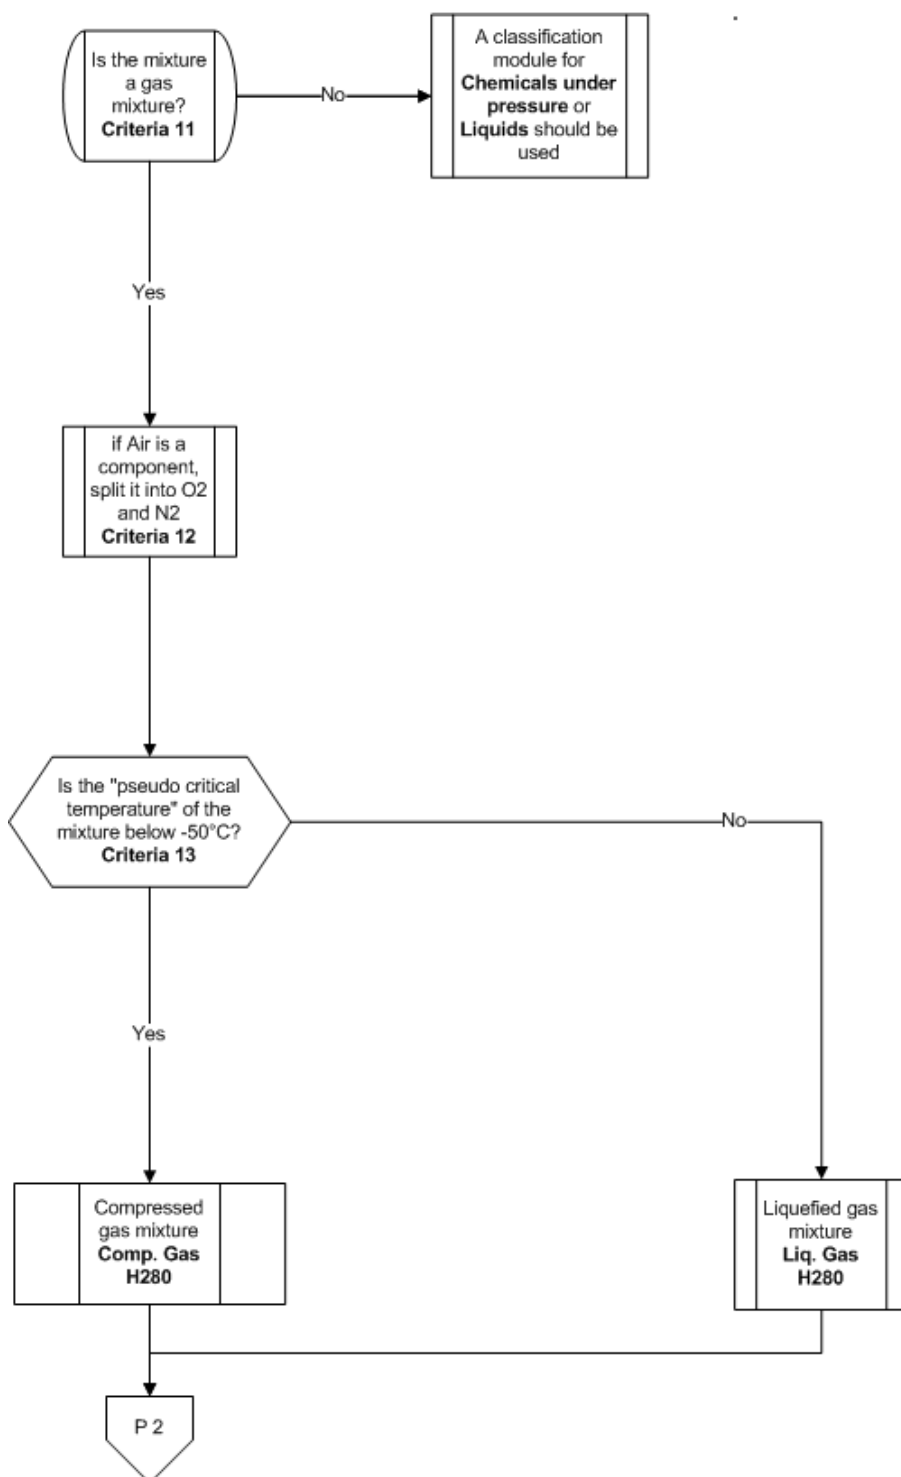 Is the mixture
a gas
mixture?
Criteria 11
No
A classification
module for
Chemicals under
pressure or
Liquids should be
used
Yes
if Air is a
component,
split it into O2
and N2
Criteria 12
Is the "pseudo critical
temperature" of the
mixture below -50°C?
Criteria 13
No
Yes
Compressed
gas mixture
Comp. Gas
H280
Liquefied gas
mixture
Liq. Gas
H280
P 2